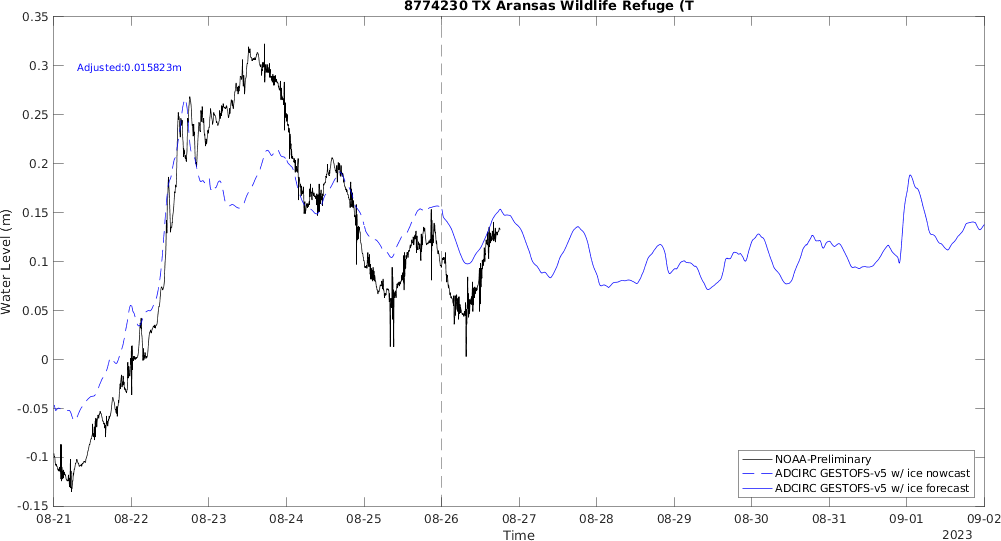 8774230 TX Aransas Wildlife Refuge (T
0.35
0.3
0.25
0.2
0.15
0.1
0.05
0
-0.05
-0.1
-0.15
Water Level (m)
Adjusted:0.015823m
NOAA-Preliminary
ADCIRC GESTOFS-v5 w/ ice nowcast
ADCIRC GESTOFS-v5 w/ ice forecast
08-21 08-22 08-23 08-24 08-25 08-26 08-27 08-28 08-29 08-30 08-31 09-01 09-02
Time
2023